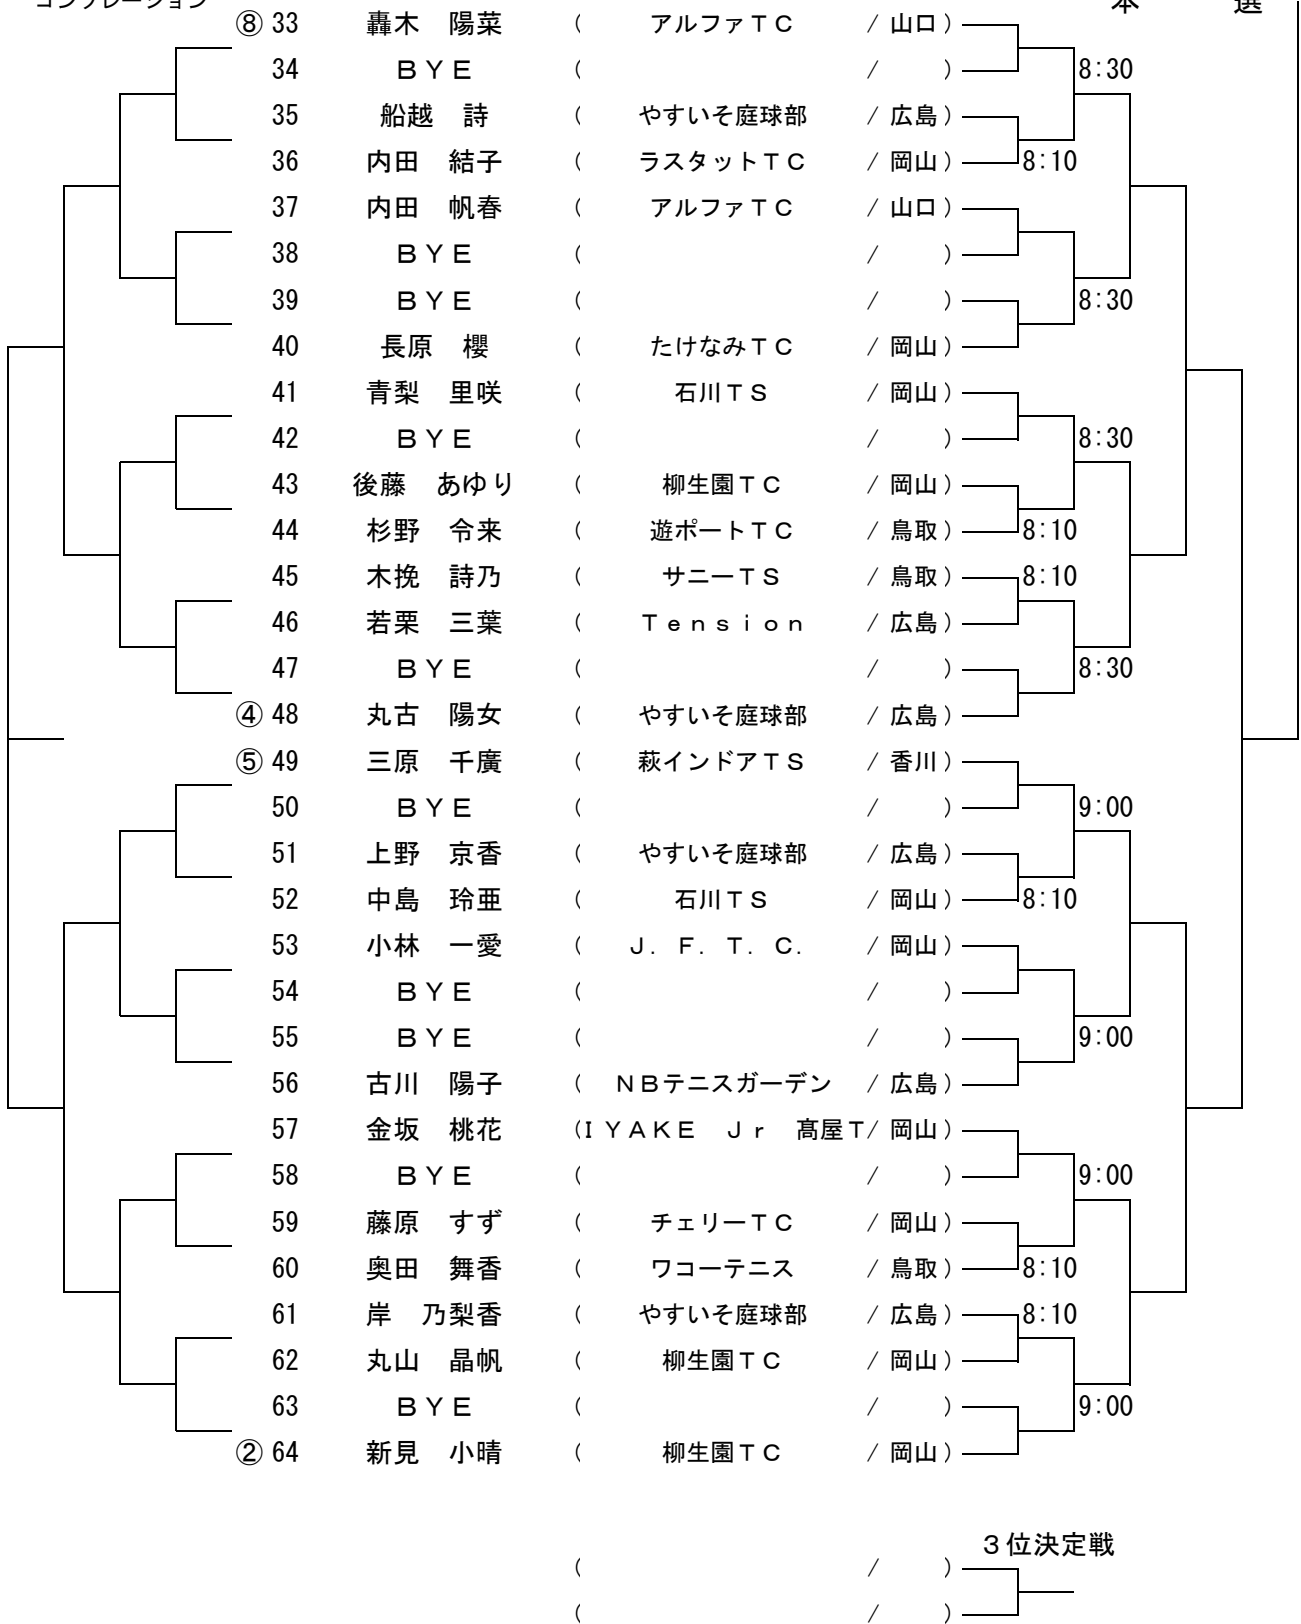 コンソレーション 本 選
⑧ 33 轟木 陽菜 ( アルファＴＣ / 山口 )
34 ＢＹＥ ( / ) 8:30
35 船越 詩 ( やすいそ庭球部 / 広島 )
36 内田 結子 ( ラスタットＴＣ / 岡山 ) 8:10
37 内田 帆春 ( アルファＴＣ / 山口 )
38 ＢＹＥ ( / )
39 ＢＹＥ ( / ) 8:30
40 長原 櫻 ( たけなみＴＣ / 岡山 )
41 青梨 里咲 ( 石川ＴＳ / 岡山 )
42 ＢＹＥ ( / ) 8:30
43 後藤 あゆり ( 柳生園ＴＣ / 岡山 )
44 杉野 令来 ( 遊ポートＴＣ / 鳥取 ) 8:10
45 木挽 詩乃 ( サニーＴＳ / 鳥取 ) 8:10
46 若栗 三葉 ( Ｔｅｎｓｉｏｎ / 広島 )
47 ＢＹＥ ( / ) 8:30
④ 48 丸古 陽女 ( やすいそ庭球部 / 広島 )
⑤ 49 三原 千廣 ( 萩インドアＴＳ / 香川 )
50 ＢＹＥ ( / ) 9:00
51 上野 京香 ( やすいそ庭球部 / 広島 )
52 中島 玲亜 ( 石川ＴＳ / 岡山 ) 8:10
53 小林 一愛 ( Ｊ．Ｆ．Ｔ．Ｃ． / 岡山 )
54 ＢＹＥ ( / )
55 ＢＹＥ ( / ) 9:00
56 古川 陽子 ( ＮＢテニスガーデン / 広島 )
57 金坂 桃花 (ＩＹＡＫＥ Ｊｒ 髙屋Ｔ/ 岡山 )
58 ＢＹＥ ( / ) 9:00
59 藤原 すず ( チェリーＴＣ / 岡山 )
60 奥田 舞香 ( ワコーテニス / 鳥取 ) 8:10
61 岸 乃梨香 ( やすいそ庭球部 / 広島 ) 8:10
62 丸山 晶帆 ( 柳生園ＴＣ / 岡山 )
63 ＢＹＥ ( / ) 9:00
② 64 新見 小晴 ( 柳生園ＴＣ / 岡山 )
３位決定戦
( / )
( / )